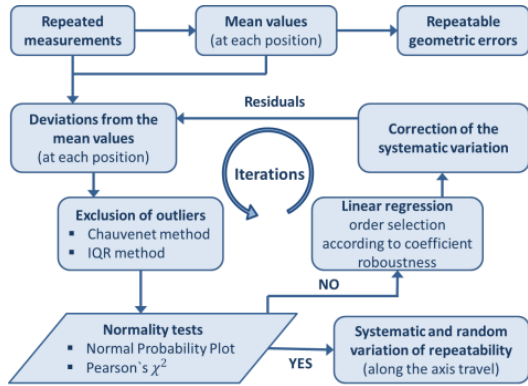 Repeated
measurements
Mean values
(at each position)
Repeatable
geometric errors
Residuals
Deviations from the
mean values
(at each position)
Correction of the
systematic variation
Iterations
Exclusion of outliers
▪ Chauvenet method
▪ IQR method
Linear regression
order selection
according to coefficient
roboustness
NO
Normality tests
▪ Normal Probability Plot
▪ Pearson`s χ²
YES
Systematic and random
variation of repeatability
(along the axis travel)